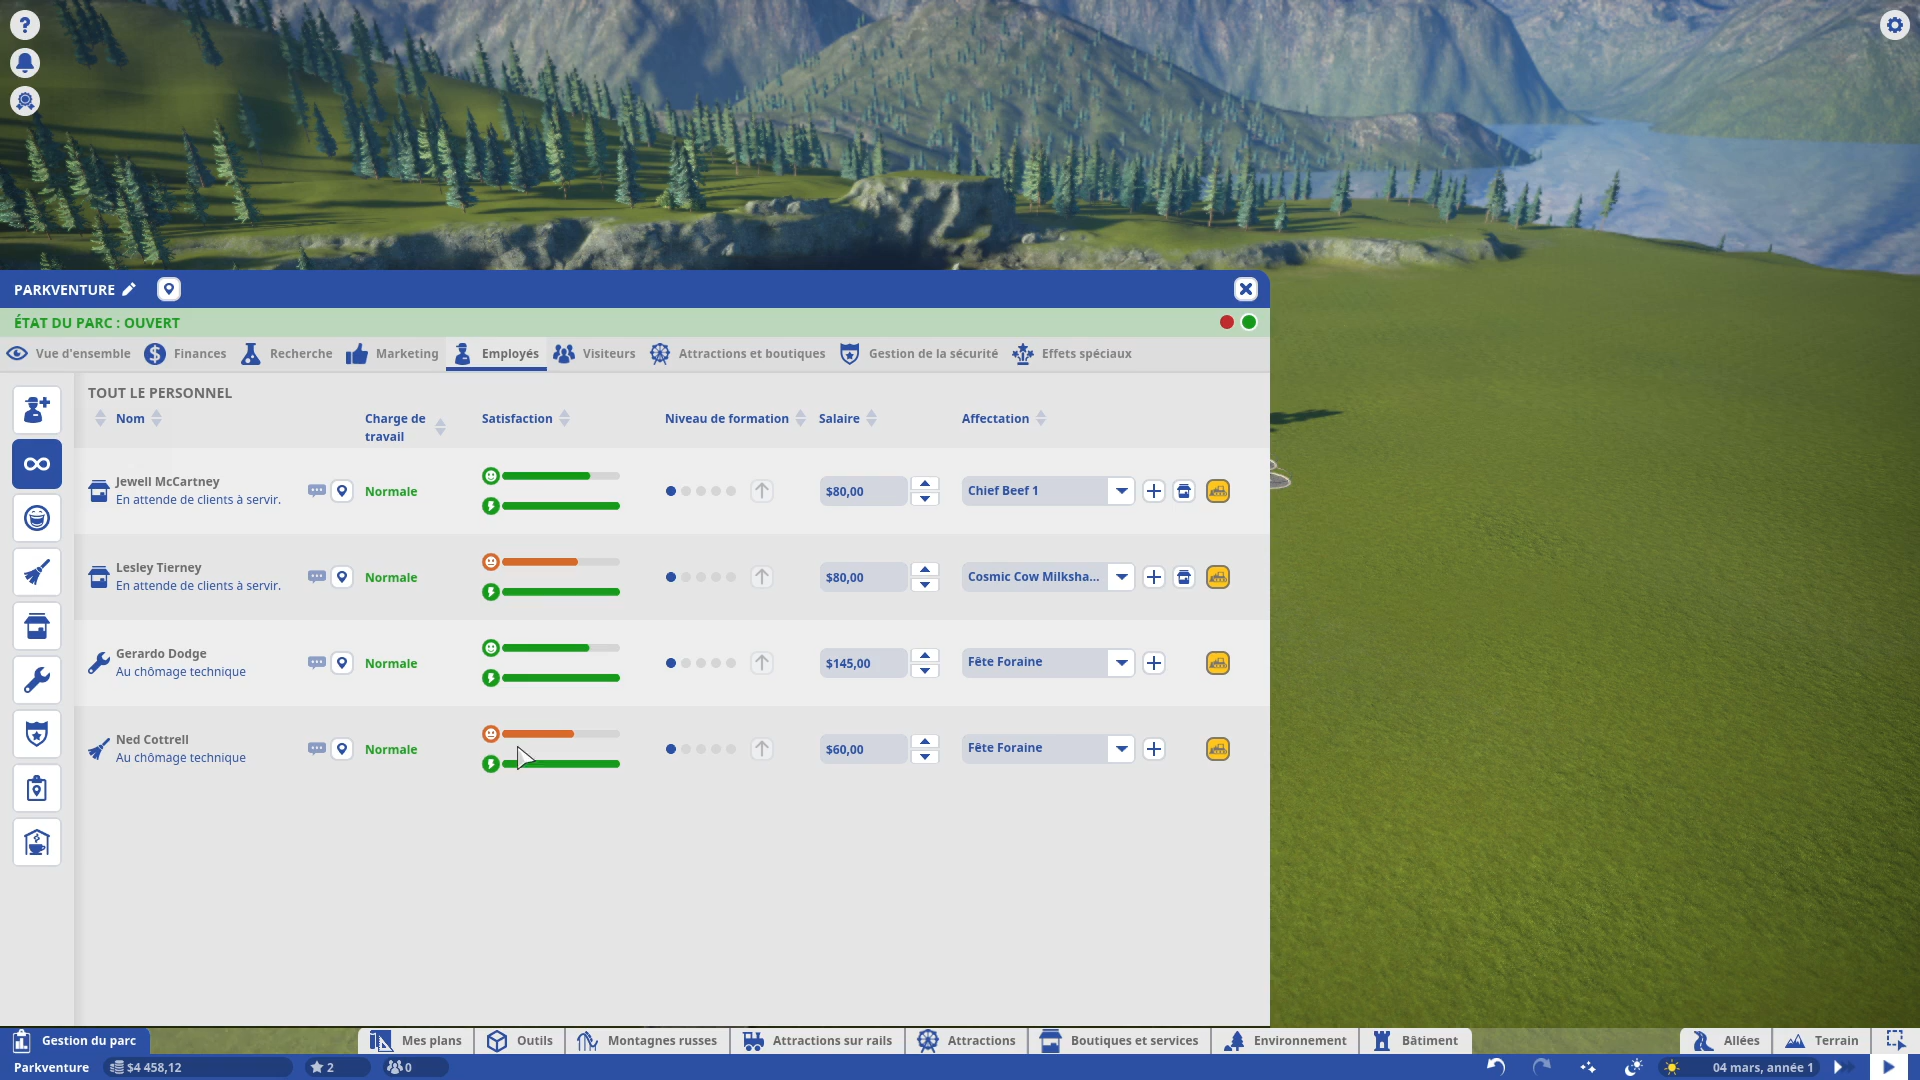 PARKVENTURE
ÉTAT DU PARC : OUVERT
Vue d'ensemble
Finances
Recherche
Marketing
Employés
Visiteurs
Attractions et boutiques
Gestion de la sécurité
Effets spéciaux
TOUT LE PERSONNEL
Nom
Charge de
travail
Satisfaction
Niveau de formation
Salaire
Affectation
Jewell McCartney
En attende de clients à servir.
Normale
$80,00
Chief Beef 1
Lesley Tierney
En attende de clients à servir.
Normale
$80,00
Cosmic Cow Milksha...
Gerardo Dodge
Au chômage technique
Normale
$145,00
Fête Foraine
Ned Cottrell
Au chômage technique
Normale
$60,00
Fête Foraine
Gestion du parc
Mes plans
Outils
Montagnes russes
Attractions sur rails
Attractions
Boutiques et services
Environnement
Bâtiment
Allées
Terrain
Parkventure
$4 458,12
2
0
04 mars, année 1